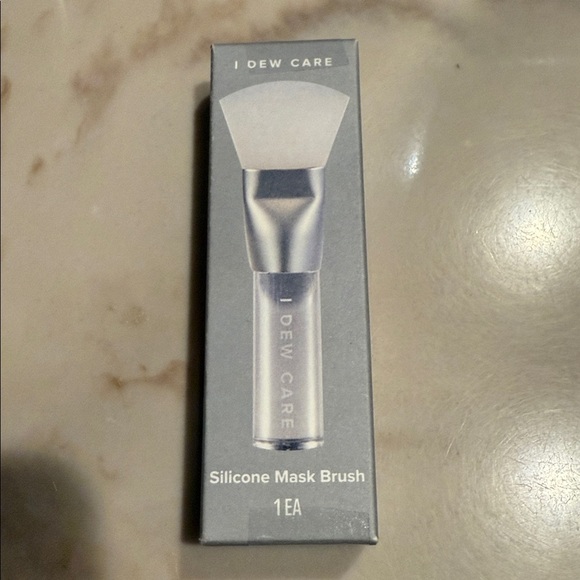 I DEW CARE
I DEW CARE
Silicone Mask Brush
1 EA